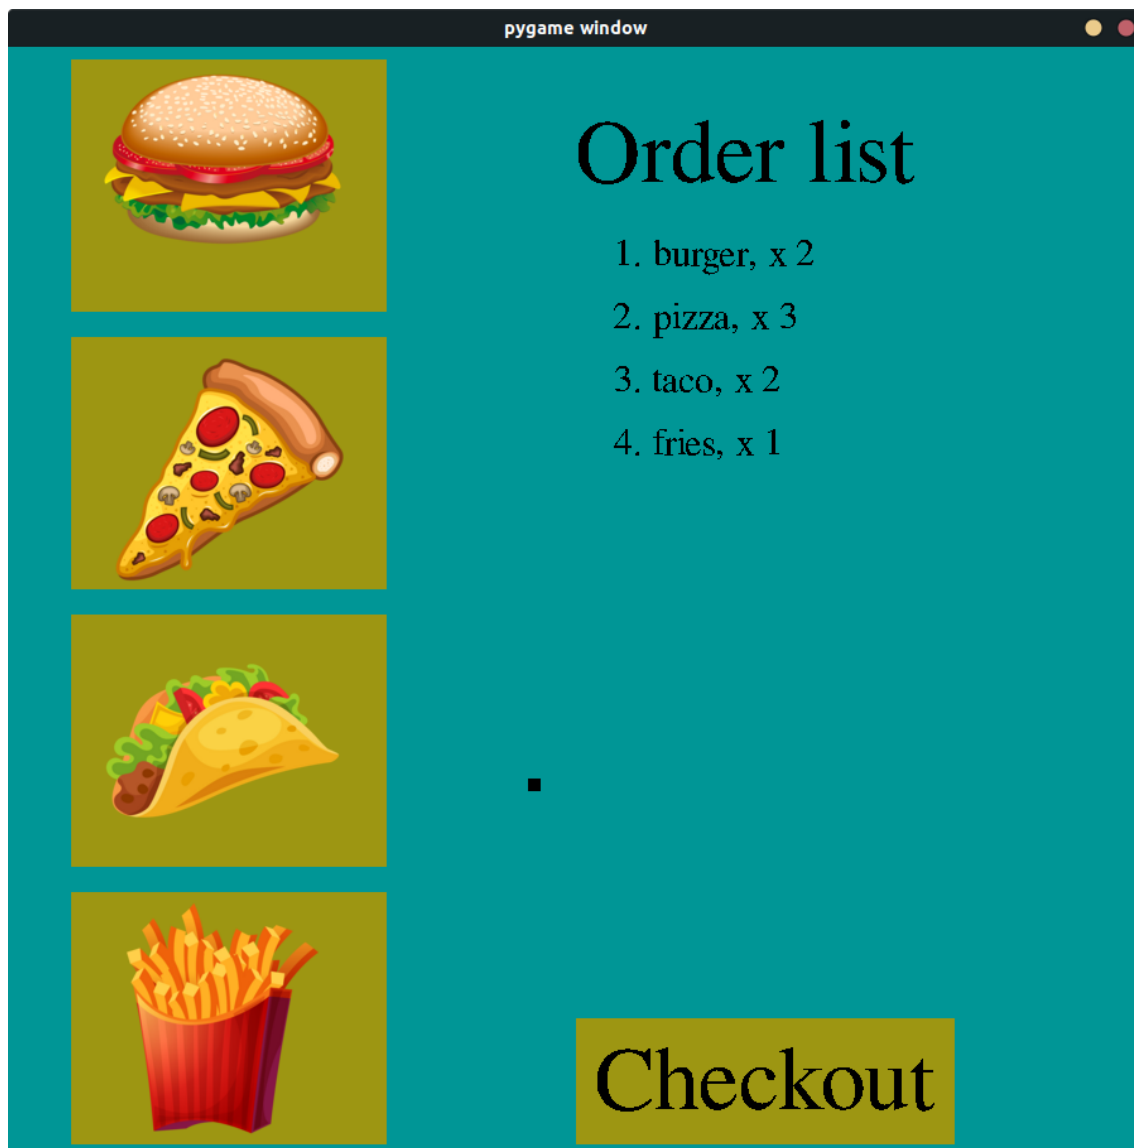 pygame window
Order list
1. burger, x 2
2. pizza, x 3
3. taco, x 2
4. fries, x 1
Checkout